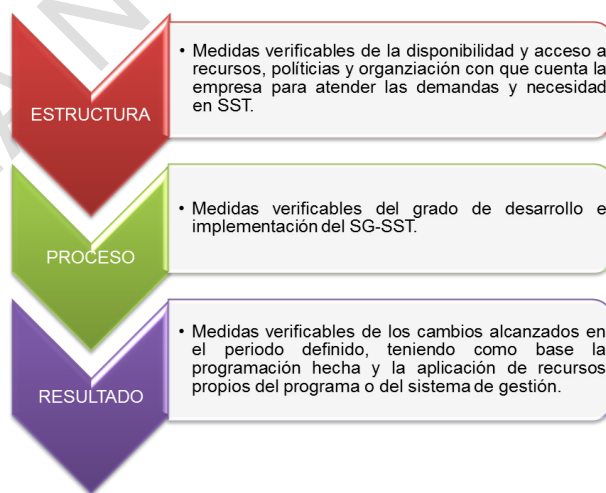 ESTRUCTURA
• Medidas verificables de la disponibilidad y acceso a
recursos, políticias y organziación con que cuenta la
empresa para atender las demandas y necesidad
en SST.
PROCESO
• Medidas verificables del grado de desarrollo e
implementación del SG-SST.
RESULTADO
• Medidas verificables de los cambios alcanzados en
el periodo definido, teniendo como base la
programación hecha y la aplicación de recursos
propios del programa o del sistema de gestión.